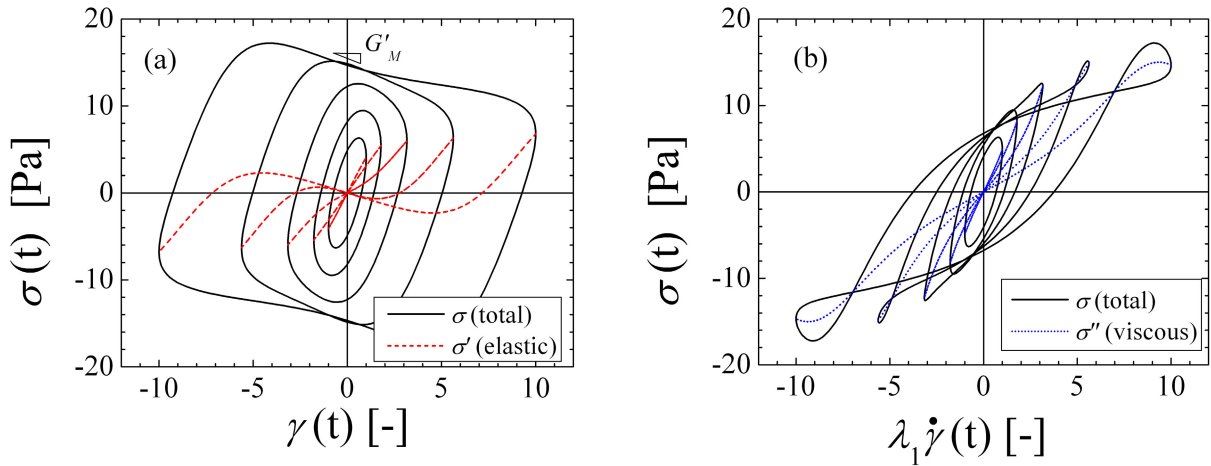 20
10
0
-10
-20
σ (t) [Pa]
(a)
G′M
σ (total)
σ′ (elastic)
-10 -5 0 5 10
γ (t) [-]
20
10
0
-10
-20
σ (t) [Pa]
(b)
σ (total)
σ″ (viscous)
-10 -5 0 5 10
λ₁γ̇ (t) [-]